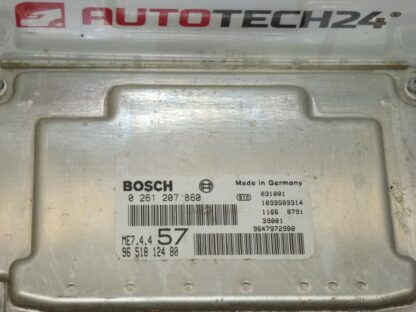 AUTOTECH24
BOSCH
Made in Germany
0 261 207 860
031001
1039S03314
1166 8791
39001
9647972980
ME7.4.4 57
96 518 124 80